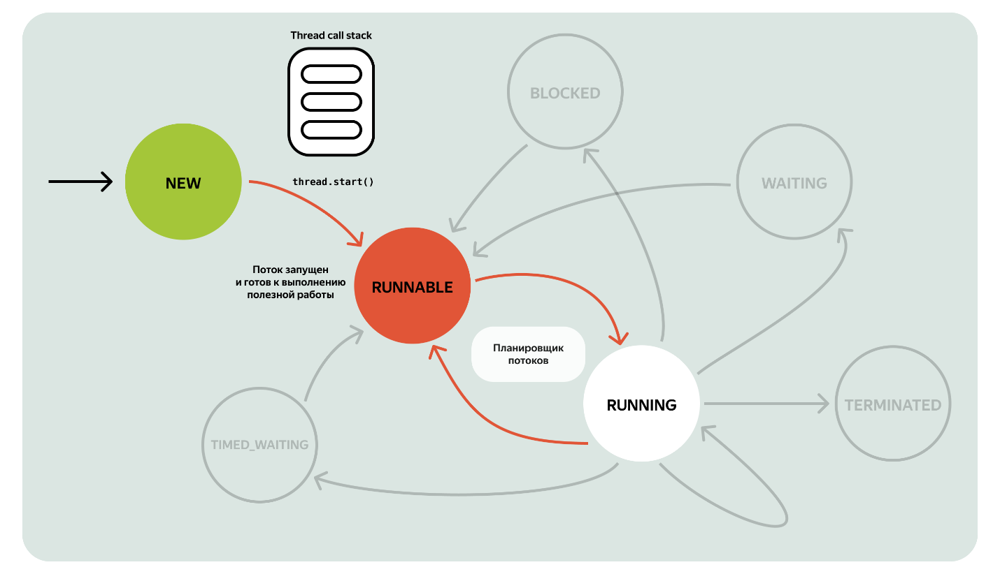 Thread call stack
BLOCKED
NEW
thread.start()
WAITING
Поток запущен
и готов к выполнению
полезной работы
RUNNABLE
Планировщик
потоков
RUNNING
TERMINATED
TIMED_WAITING